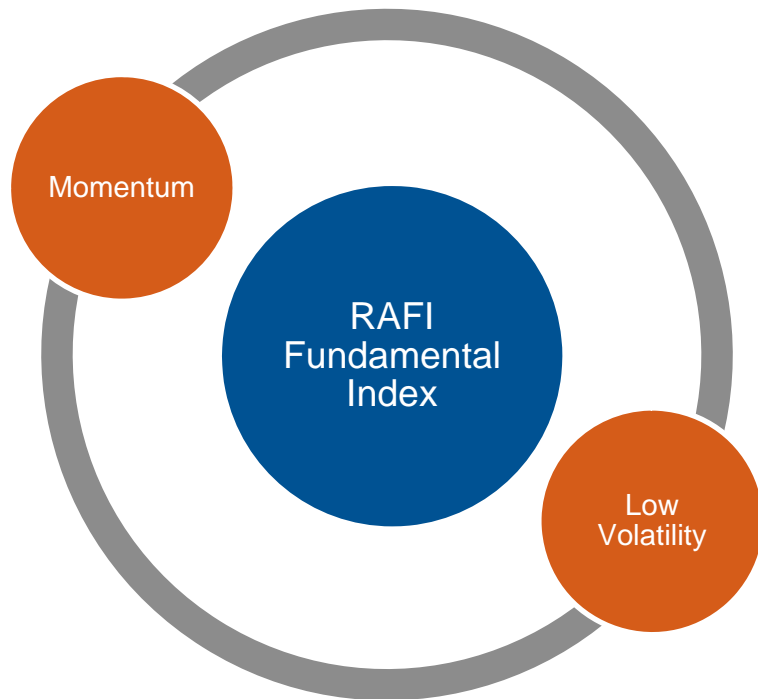 Momentum
RAFI
Fundamental
Index
Low
Volatility